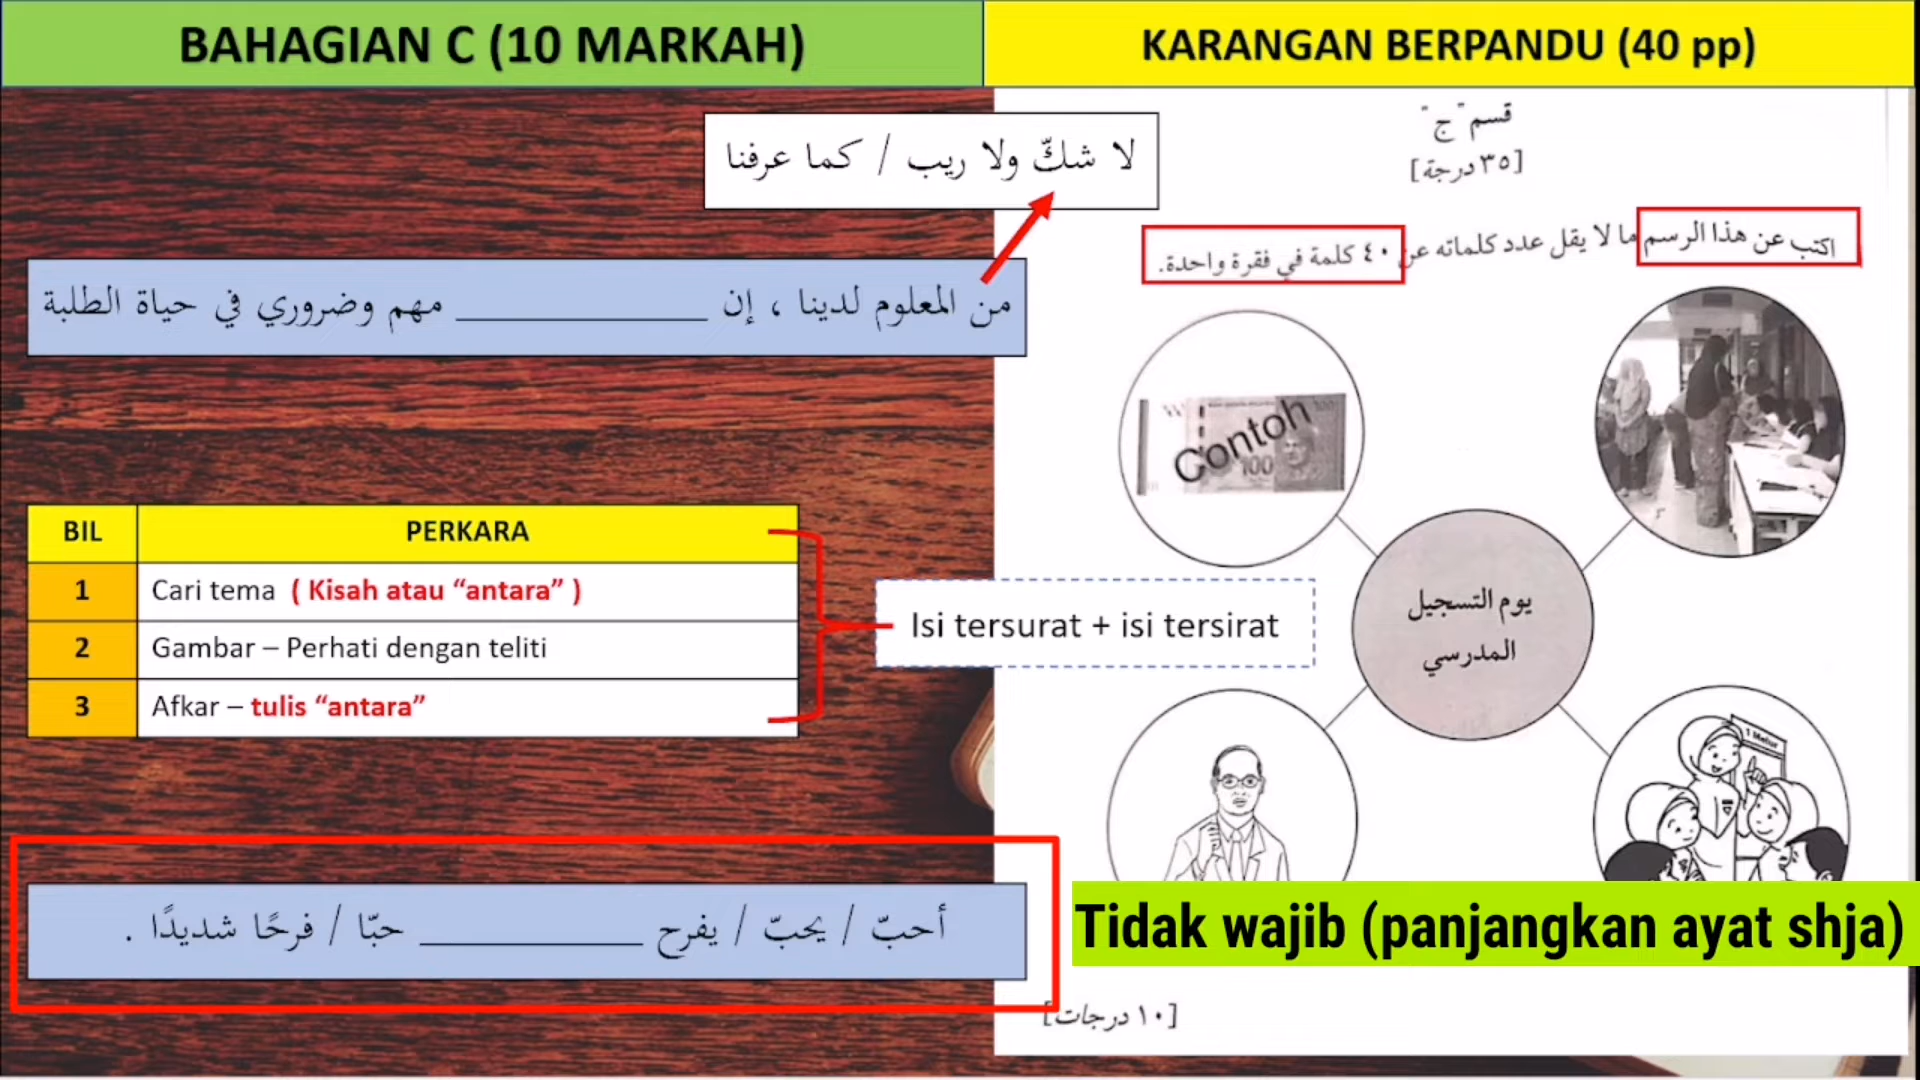 BAHAGIAN C (10 MARKAH)
KARANGAN BERPANDU (40 pp)
لا شكّ ولا ريب / كما عرفنا
من المعلوم لدينا ، إن ____________ مهم وضروري في حياة الطلبة
BIL PERKARA
1 Cari tema ( Kisah atau “antara” )
2 Gambar – Perhati dengan teliti
3 Afkar – tulis “antara”
Isi tersurat + isi tersirat
أحبّ / يحبّ / يفرح ____________ حبّا / فرحًا شديدًا .
قسم "ج"
[٣٥ درجة]
اكتب عن هذا الرسم ما لا يقل عدد كلماته عن ٤٠ كلمة في فقرة واحدة.
Contoh
100
يوم التسجيل
المدرسي
1 Melur
Tidak wajib (panjangkan ayat shja)
[١٠ درجات]